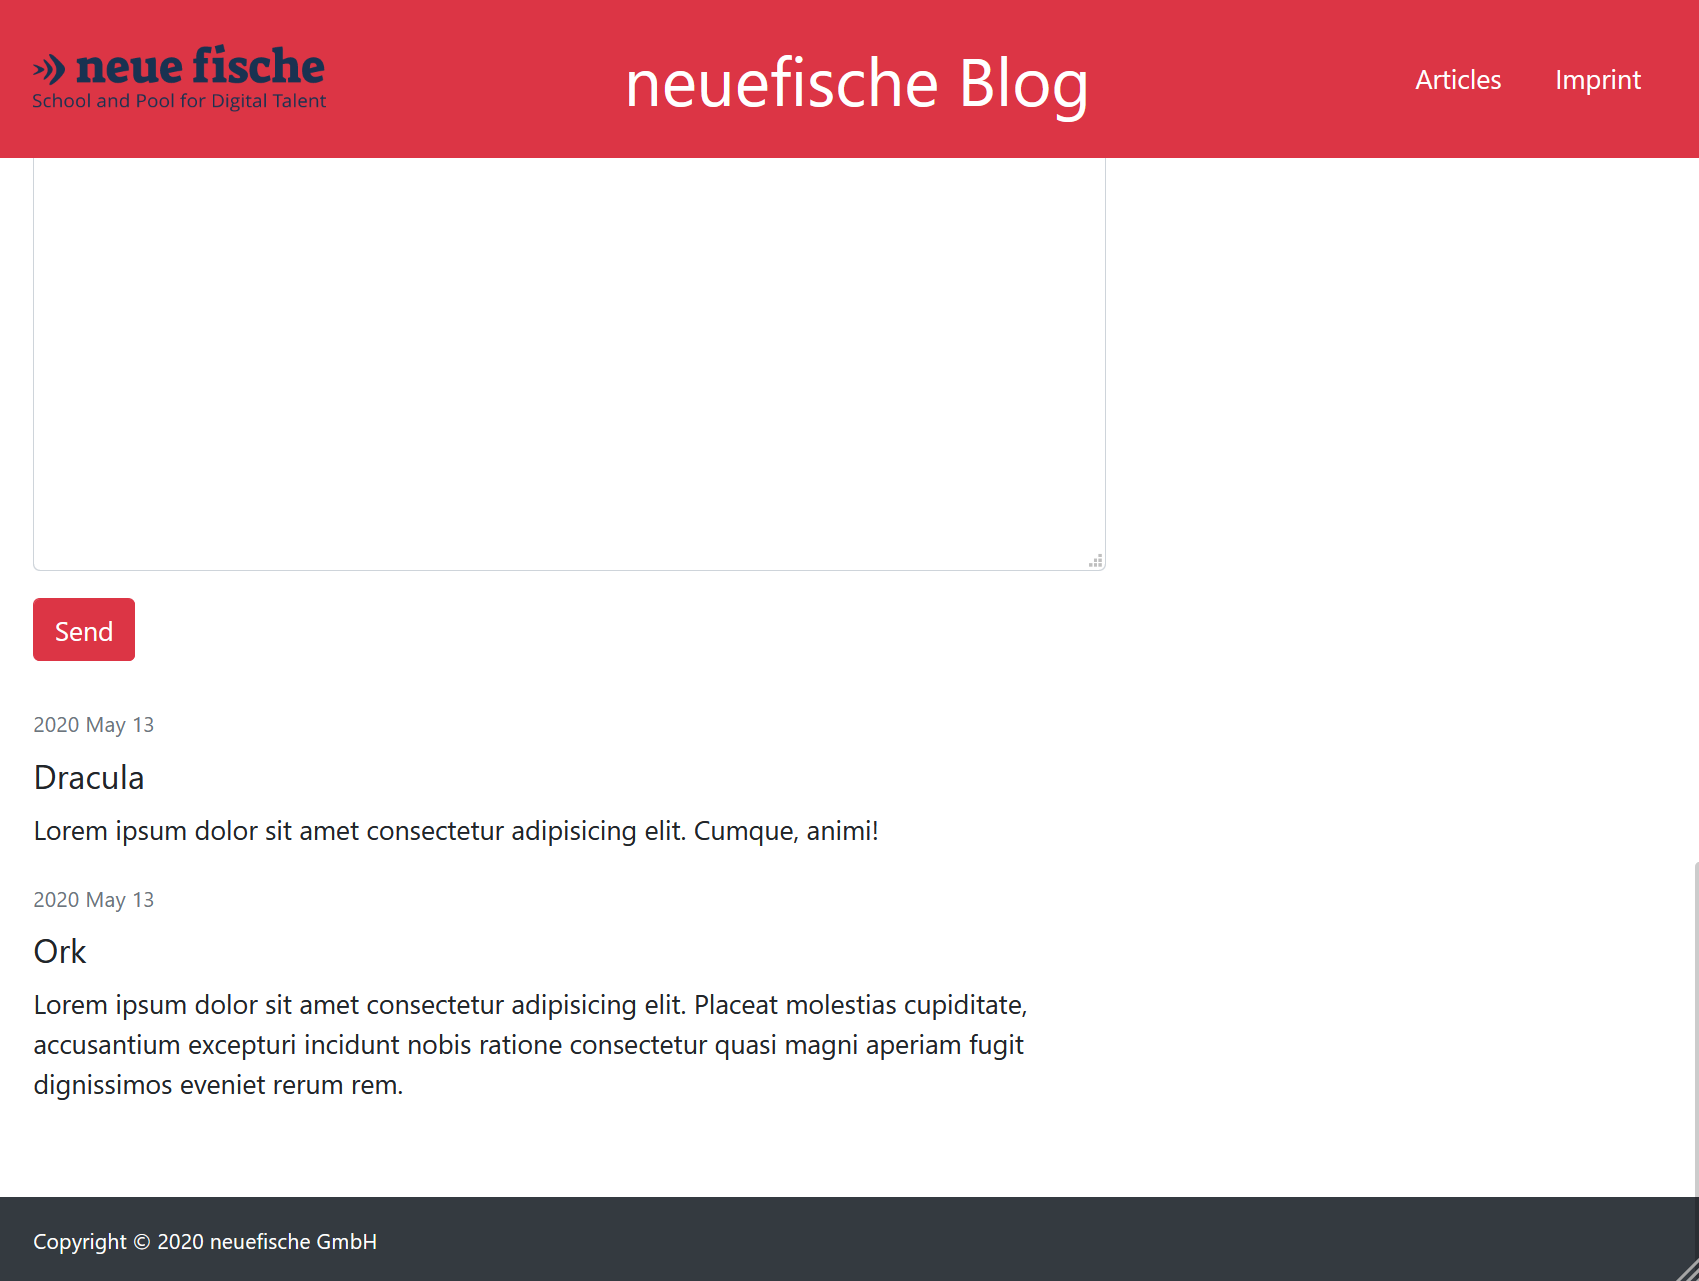 neue fische
School and Pool for Digital Talent
neuefische Blog
Articles
Imprint
Send
2020 May 13
Dracula
Lorem ipsum dolor sit amet consectetur adipisicing elit. Cumque, animi!
2020 May 13
Ork
Lorem ipsum dolor sit amet consectetur adipisicing elit. Placeat molestias cupiditate,
accusantium excepturi incidunt nobis ratione consectetur quasi magni aperiam fugit
dignissimos eveniet rerum rem.
Copyright © 2020 neuefische GmbH